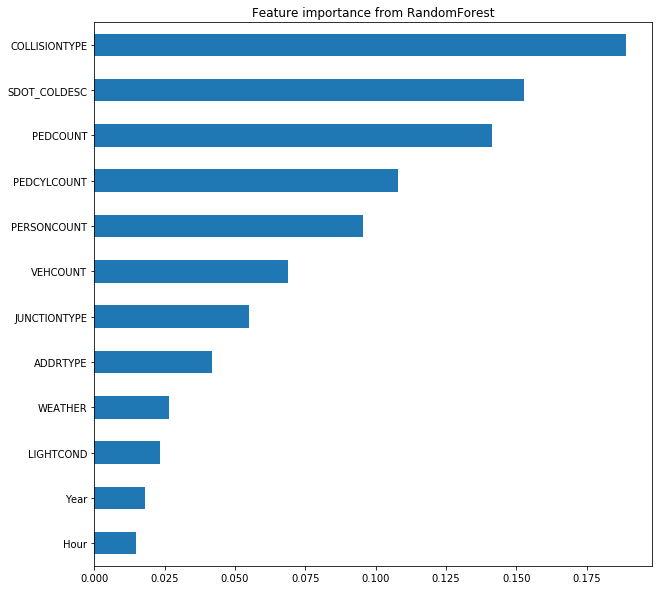 Feature importance from RandomForest
COLLISIONTYPE
SDOT_COLDESC
PEDCOUNT
PEDCYLCOUNT
PERSONCOUNT
VEHCOUNT
JUNCTIONTYPE
ADDRTYPE
WEATHER
LIGHTCOND
Year
Hour
0.000 0.025 0.050 0.075 0.100 0.125 0.150 0.175